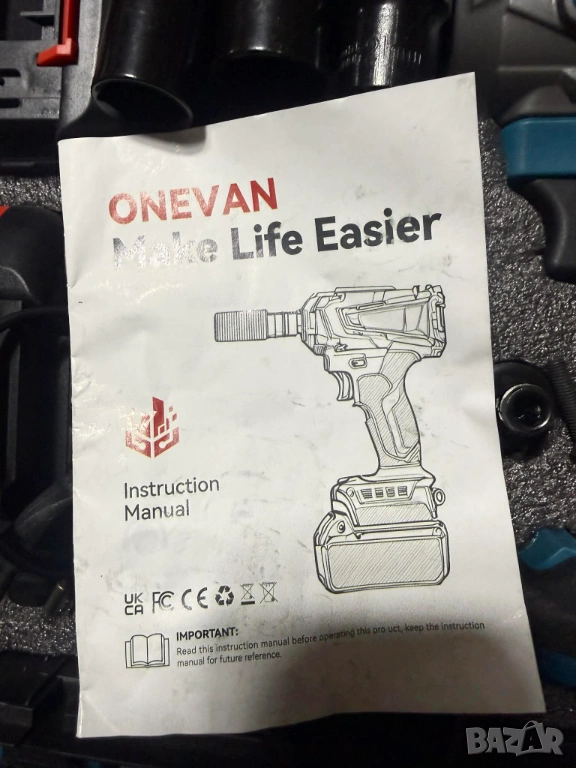 ONEVAN
Make Life Easier
Instruction
Manual
UK
CA FC CE
IMPORTANT:
Read this instruction manual before operating this pro uct, keep the instruction
manual for future reference.
BAZAR